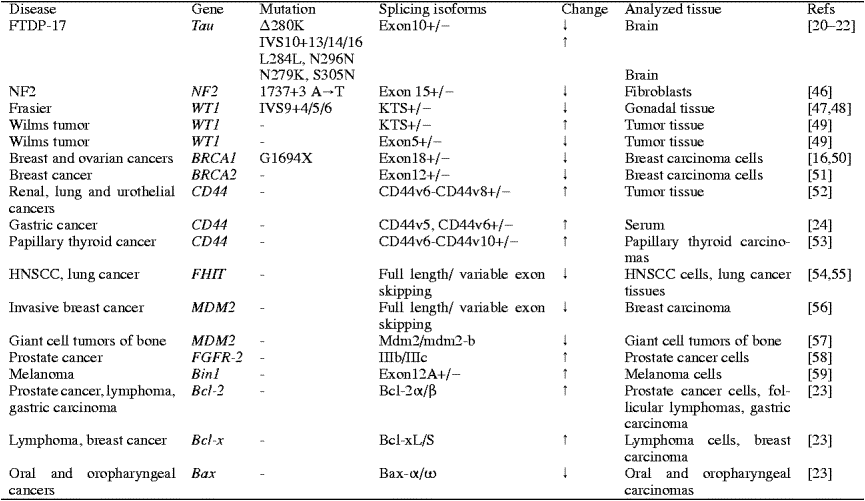 Disease Gene Mutation Splicing isoforms Change Analyzed tissue Refs
FTDP-17 Tau Δ280K Exon10+/− ↓ Brain [20–22]
IVS10+13/14/16 ↑
L284L, N296N
N279K, S305N Brain
NF2 NF2 1737+3 A→T Exon 15+/− ↓ Fibroblasts [46]
Frasier WT1 IVS9+4/5/6 KTS+/− ↓ Gonadal tissue [47,48]
Wilms tumor WT1 - KTS+/− ↑ Tumor tissue [49]
Wilms tumor WT1 - Exon5+/− ↓ Tumor tissue [49]
Breast and ovarian cancers BRCA1 G1694X Exon18+/− ↓ Breast carcinoma cells [16,50]
Breast cancer BRCA2 - Exon12+/− ↓ Breast carcinoma cells [51]
Renal, lung and urothelial CD44 - CD44v6-CD44v8+/− ↑ Tumor tissue [52]
cancers
Gastric cancer CD44 - CD44v5, CD44v6+/− ↑ Serum [24]
Papillary thyroid cancer CD44 - CD44v6-CD44v10+/− ↑ Papillary thyroid carcino- [53]
mas
HNSCC, lung cancer FHIT - Full length/ variable exon ↓ HNSCC cells, lung cancer [54,55]
skipping tissues
Invasive breast cancer MDM2 - Full length/ variable exon ↓ Breast carcinoma [56]
skipping
Giant cell tumors of bone MDM2 - Mdm2/mdm2-b ↓ Giant cell tumors of bone [57]
Prostate cancer FGFR-2 - IIIb/IIIc ↑ Prostate cancer cells [58]
Melanoma Bin1 - Exon12A+/− ↑ Melanoma cells [59]
Prostate cancer, lymphoma, Bcl-2 - Bcl-2α/β ↑ Prostate cancer cells, fol- [23]
gastric carcinoma licular lymphomas, gastric
carcinoma
Lymphoma, breast cancer Bcl-x - Bcl-xL/S ↑ Lymphoma cells, breast [23]
carcinoma
Oral and oropharyngeal Bax - Bax-α/ω ↓ Oral and oropharyngeal [23]
cancers carcinomas